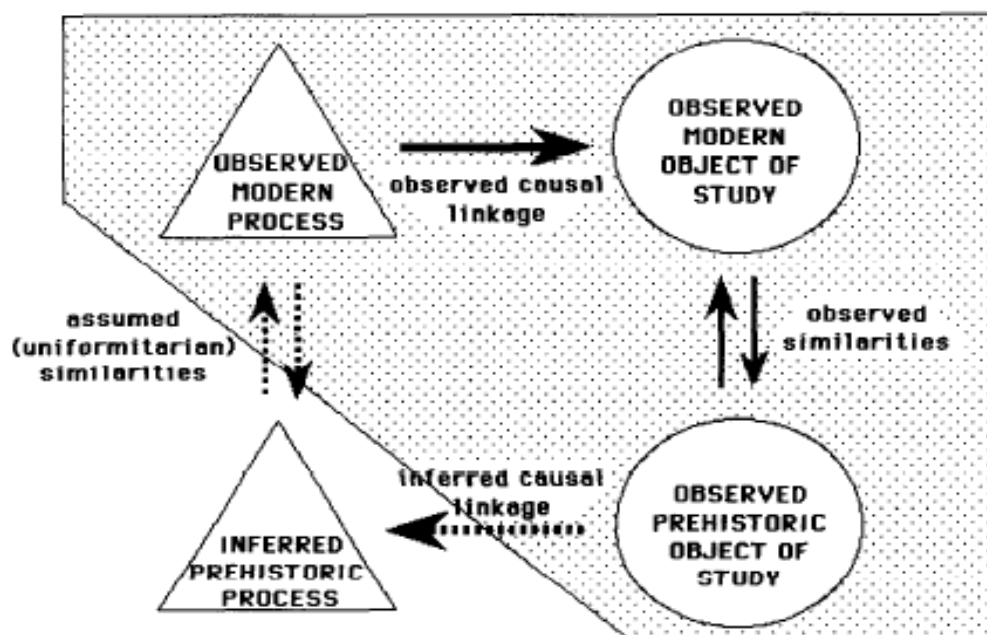 OBSERVED
MODERN
PROCESS
observed causal
linkage
OBSERVED
MODERN
OBJECT OF
STUDY
assumed
(uniformitarian)
similarities
observed
similarities
INFERRED
PREHISTORIC
PROCESS
inferred causal
linkage
OBSERVED
PREHISTORIC
OBJECT OF
STUDY